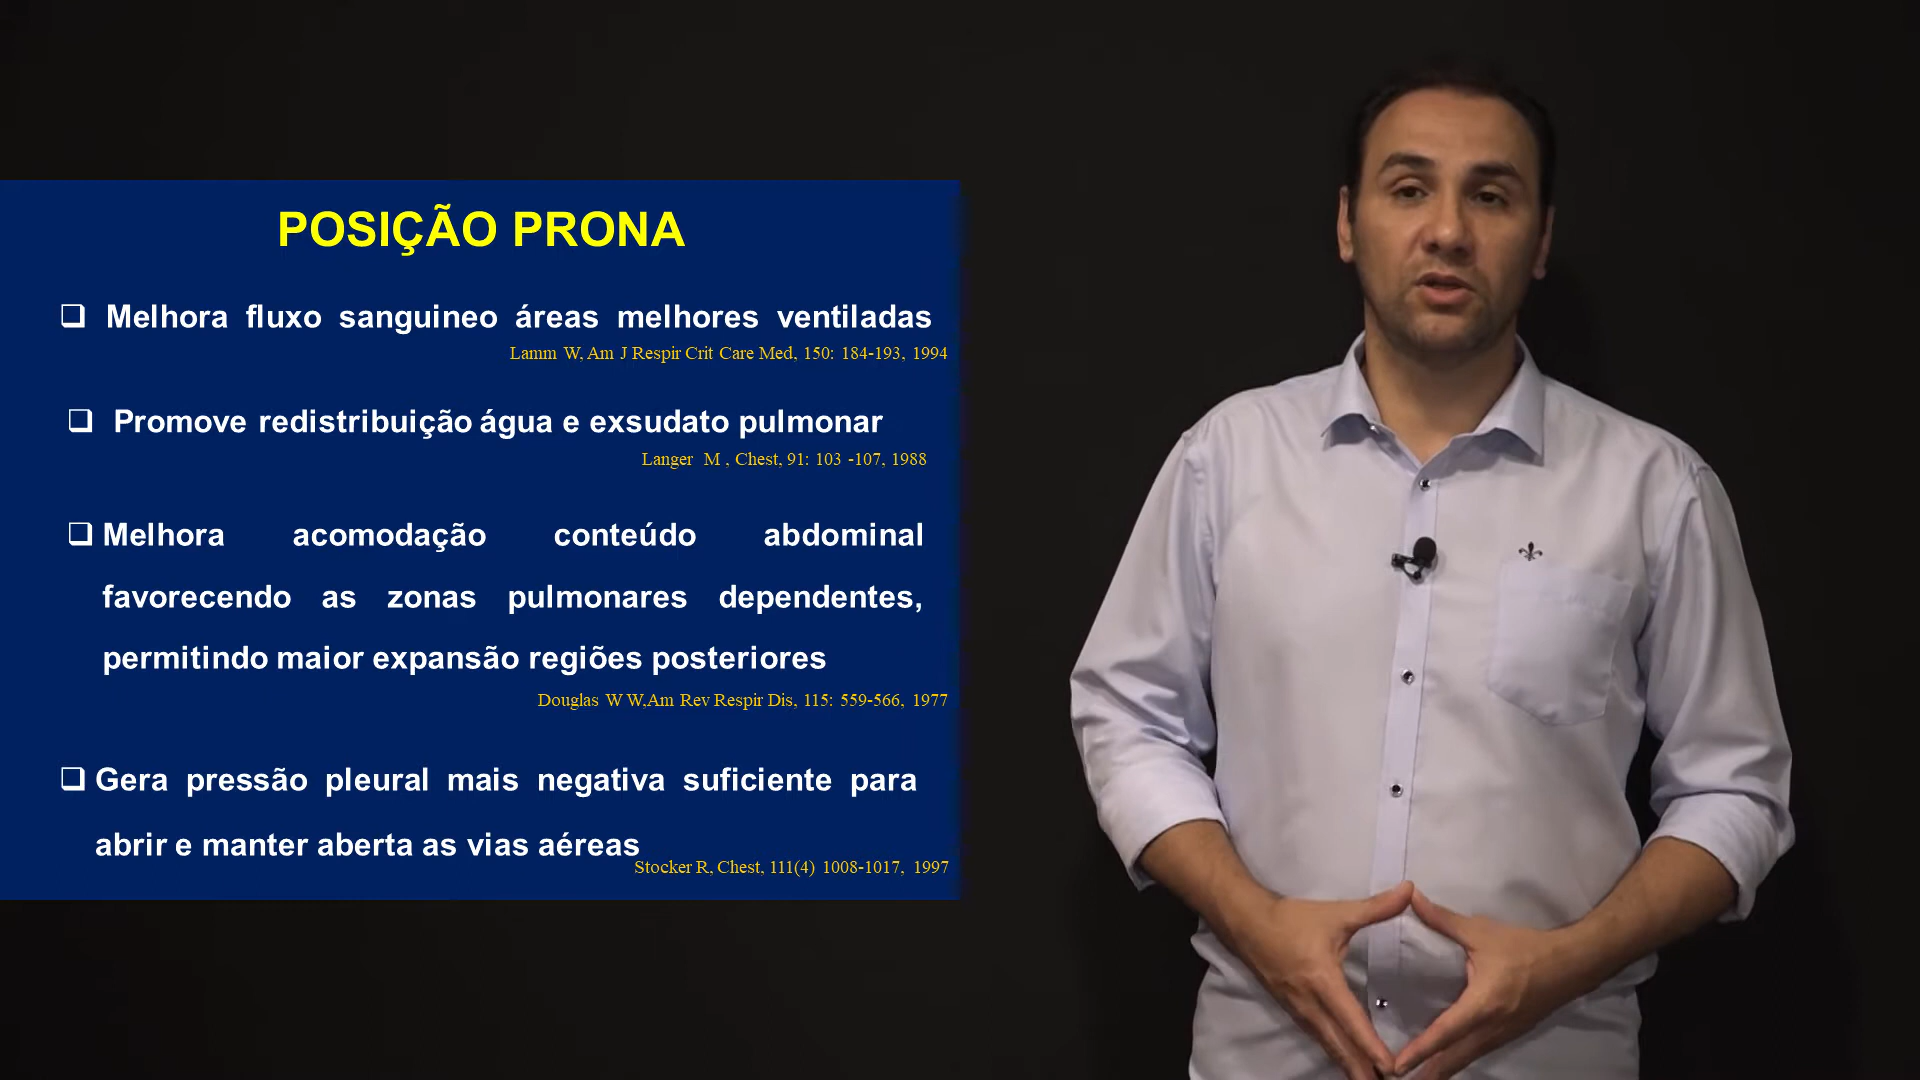 POSIÇÃO PRONA
Melhora fluxo sanguineo áreas melhores ventiladas
Lamm W, Am J Respir Crit Care Med, 150: 184-193, 1994
Promove redistribuição água e exsudato pulmonar
Langer M , Chest, 91: 103 -107, 1988
Melhora acomodação conteúdo abdominal
favorecendo as zonas pulmonares dependentes,
permitindo maior expansão regiões posteriores
Douglas W W,Am Rev Respir Dis, 115: 559-566, 1977
Gera pressão pleural mais negativa suficiente para
abrir e manter aberta as vias aéreas
Stocker R, Chest, 111(4) 1008-1017, 1997